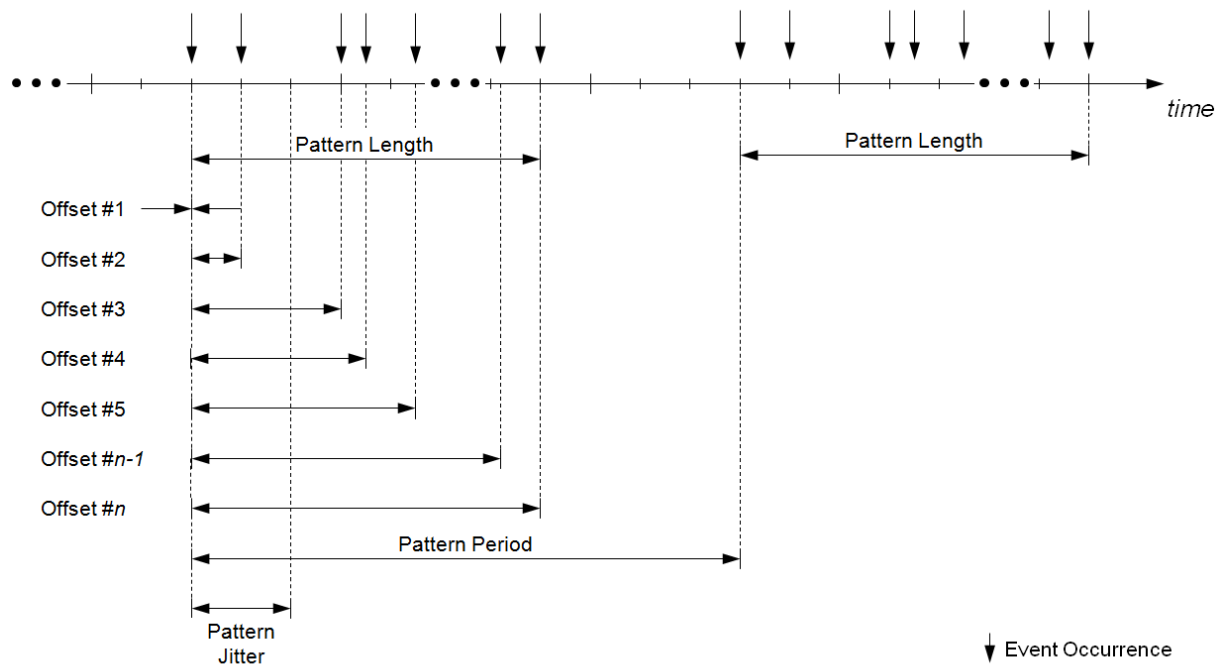 time
Pattern Length
Pattern Length
Offset #1
Offset #2
Offset #3
Offset #4
Offset #5
Offset #n-1
Offset #n
Pattern Period
Pattern
Jitter
Event Occurrence